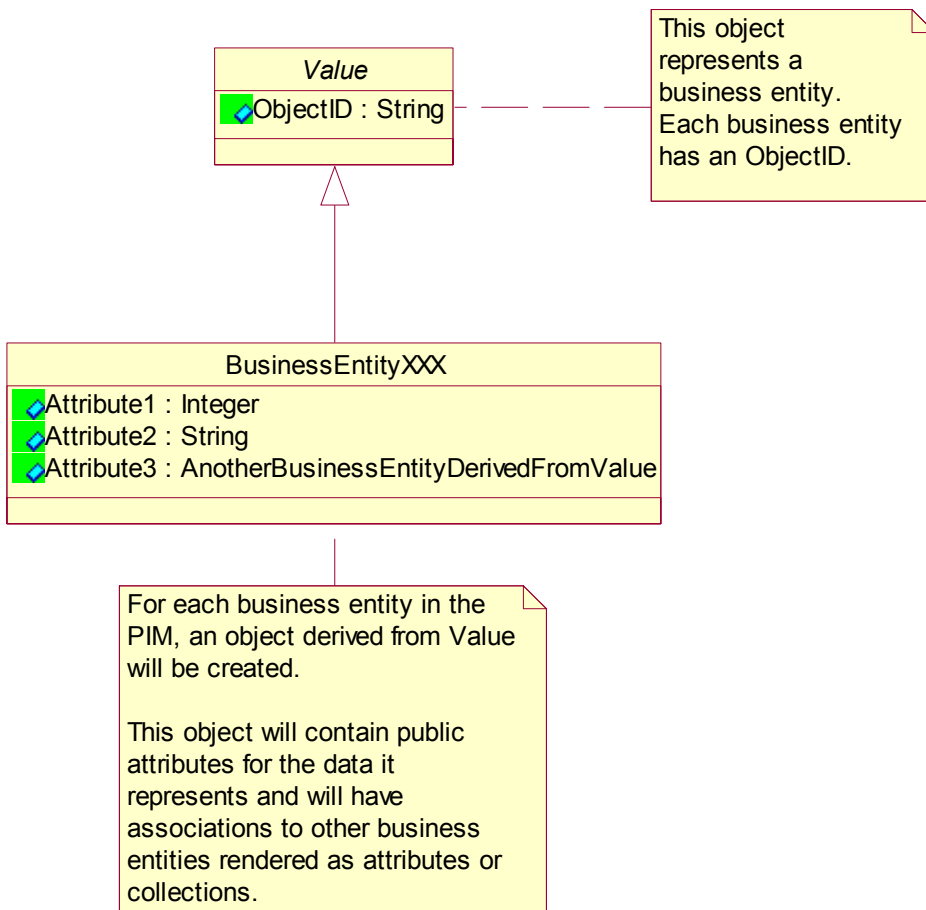 Value
ObjectID : String
This object
represents a
business entity.
Each business entity
has an ObjectID.
BusinessEntityXXX
Attribute1 : Integer
Attribute2 : String
Attribute3 : AnotherBusinessEntityDerivedFromValue
For each business entity in the
PIM, an object derived from Value
will be created.
This object will contain public
attributes for the data it
represents and will have
associations to other business
entities rendered as attributes or
collections.